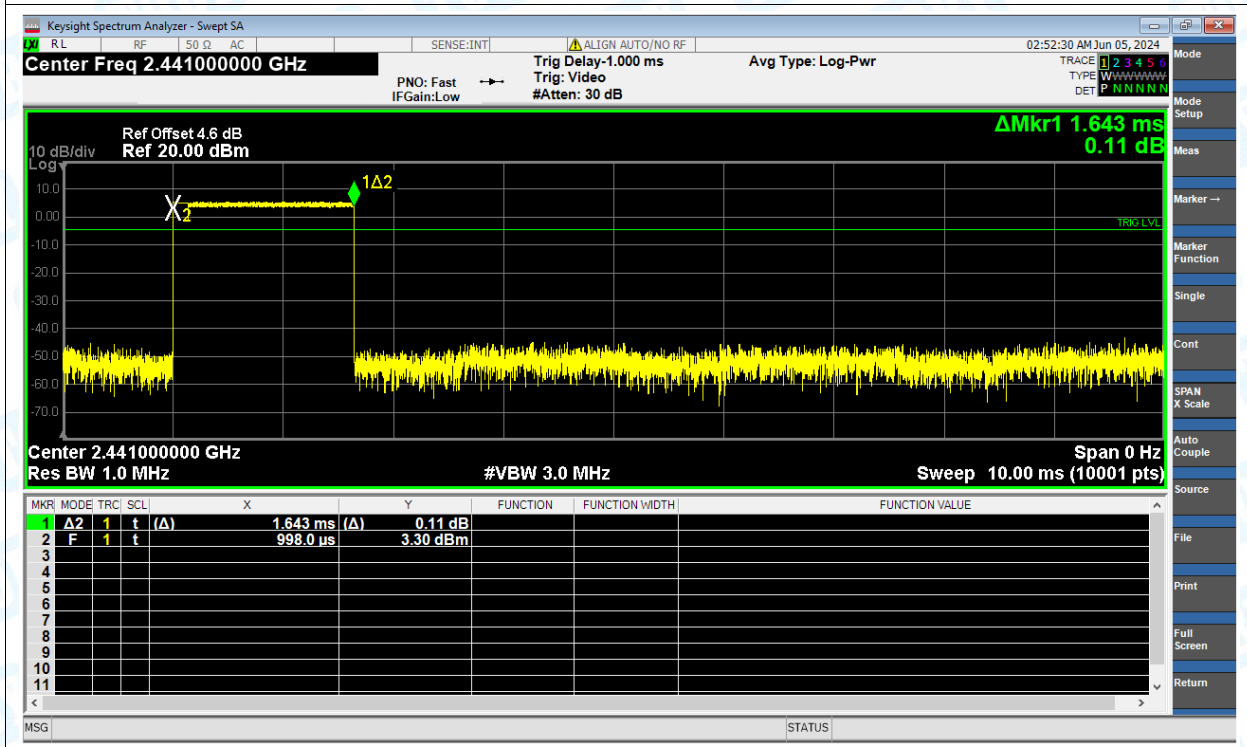 Keysight Spectrum Analyzer - Swept SA
LXI RL RF 50 Ω AC SENSE:INT ALIGN AUTO/NO RF 02:52:30 AM Jun 05, 2024
Center Freq 2.441000000 GHz
PNO: Fast
IFGain:Low
Trig Delay-1.000 ms
Trig: Video
#Atten: 30 dB
Avg Type: Log-Pwr
TRACE 1 2 3 4 5 6
TYPE WWWWWW
DET P N N N N N
ΔMkr1 1.643 ms
0.11 dB
Ref Offset 4.6 dB
10 dB/div Ref 20.00 dBm
Log
1Δ2
10.0
X2
0.00
TRIG LVL
-10.0
-20.0
-30.0
-40.0
-50.0
-60.0
-70.0
Center 2.441000000 GHz Span 0 Hz
Res BW 1.0 MHz #VBW 3.0 MHz Sweep 10.00 ms (10001 pts)
MKR MODE TRC SCL X Y FUNCTION FUNCTION WIDTH FUNCTION VALUE
1 Δ2 1 t (Δ) 1.643 ms (Δ) 0.11 dB
2 F 1 t 998.0 µs 3.30 dBm
3
4
5
6
7
8
9
10
11
MSG STATUS
Mode
Mode Setup
Meas
Marker →
Marker Function
Single
Cont
SPAN X Scale
Auto Couple
Source
File
Print
Full Screen
Return